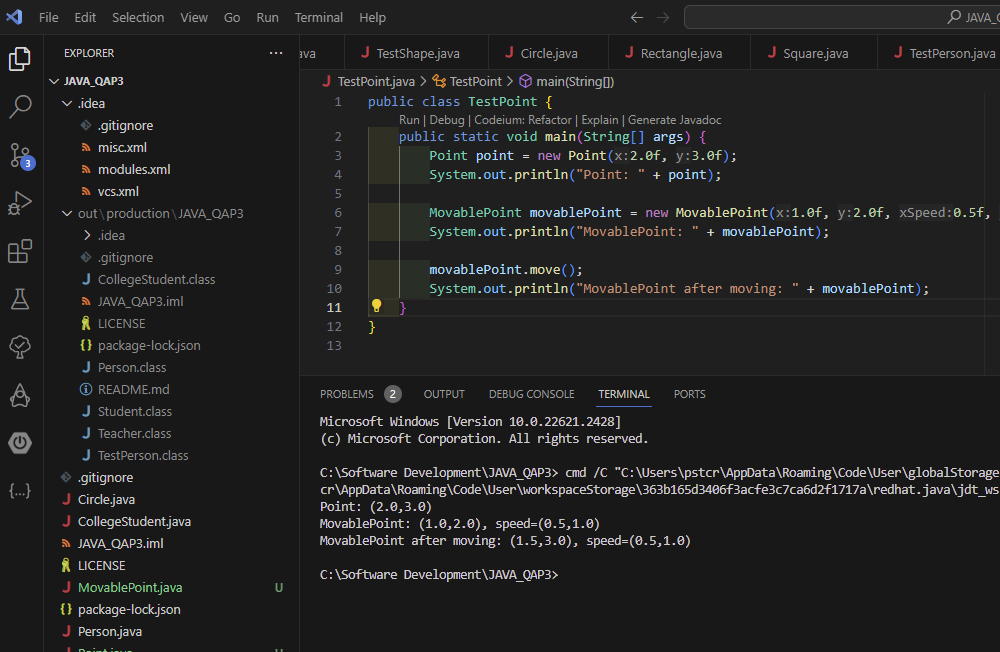 File Edit Selection View Go Run Terminal Help JAVA_Q
EXPLORER ...
JAVA_QAP3
.idea
.gitignore
misc.xml
modules.xml
vcs.xml
out\production\JAVA_QAP3
.idea
.gitignore
CollegeStudent.class
JAVA_QAP3.iml
LICENSE
package-lock.json
Person.class
README.md
Student.class
Teacher.class
TestPerson.class
.gitignore
Circle.java
CollegeStudent.java
JAVA_QAP3.iml
LICENSE
MovablePoint.java U
package-lock.json
Person.java
Point.java
3
ava TestShape.java Circle.java Rectangle.java Square.java TestPerson.java
TestPoint.java > TestPoint > main(String[])
1 public class TestPoint {
Run | Debug | Codeium: Refactor | Explain | Generate Javadoc
2 public static void main(String[] args) {
3 Point point = new Point(x:2.0f, y:3.0f);
4 System.out.println("Point: " + point);
5
6 MovablePoint movablePoint = new MovablePoint(x:1.0f, y:2.0f, xSpeed:0.5f,
7 System.out.println("MovablePoint: " + movablePoint);
8
9 movablePoint.move();
10 System.out.println("MovablePoint after moving: " + movablePoint);
11 }
12 }
13
PROBLEMS 2 OUTPUT DEBUG CONSOLE TERMINAL PORTS
Microsoft Windows [Version 10.0.22621.2428]
(c) Microsoft Corporation. All rights reserved.
C:\Software Development\JAVA_QAP3> cmd /C "C:\Users\pstcr\AppData\Roaming\Code\User\globalStorage
cr\AppData\Roaming\Code\User\workspaceStorage\363b165d3406f3acfe3c7ca6d2f1717a\redhat.java\jdt_ws
Point: (2.0,3.0)
MovablePoint: (1.0,2.0), speed=(0.5,1.0)
MovablePoint after moving: (1.5,3.0), speed=(0.5,1.0)
C:\Software Development\JAVA_QAP3>